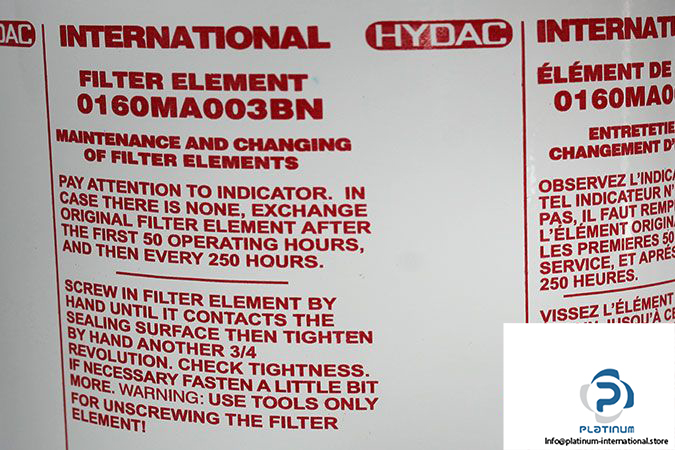 DAC
INTERNATIONAL
FILTER ELEMENT
0160MA003BN
MAINTENANCE AND CHANGING
OF FILTER ELEMENTS
PAY ATTENTION TO INDICATOR. IN
CASE THERE IS NONE, EXCHANGE
ORIGINAL FILTER ELEMENT AFTER
THE FIRST 50 OPERATING HOURS,
AND THEN EVERY 250 HOURS.
SCREW IN FILTER ELEMENT BY
HAND UNTIL IT CONTACTS THE
SEALING SURFACE THEN TIGHTEN
BY HAND ANOTHER 3/4
REVOLUTION. CHECK TIGHTNESS.
IF NECESSARY FASTEN A LITTLE BIT
MORE. WARNING: USE TOOLS ONLY
FOR UNSCREWING THE FILTER
ELEMENT!
HYDAC
INTERNATI
ÉLÉMENT DE
0160MA0
ENTRETETIE
CHANGEMENT D'
OBSERVEZ L'INDICA
TEL INDICATEUR N'
PAS, IL FAUT REMP
L'ÉLÉMENT ORIGIN
LES PREMIERES 50
SERVICE, ET APRÉS
250 HEURES.
VISSEZ L'ÉLÉMENT
JUSQU'À CE
PLATINUM
Info@platinum-international.store